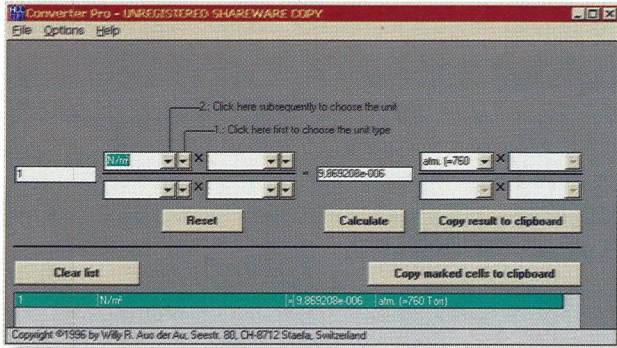 Converter Pro - UNREGISTERED SHAREWARE COPY
File Options Help
2.: Click here subsequently to choose the unit
1.: Click here first to choose the unit type
N/m² × atm. (=760 ×
1 = 9,869208e-006
× ×
Reset Calculate Copy result to clipboard
Clear list Copy marked cells to clipboard
1 N/m² = 9.869208e-006 atm. (=760 Torr)
Copyright ©1996 by Willy R. Aus der Au, Seestr. 80, CH-8712 Staefa, Switzerland